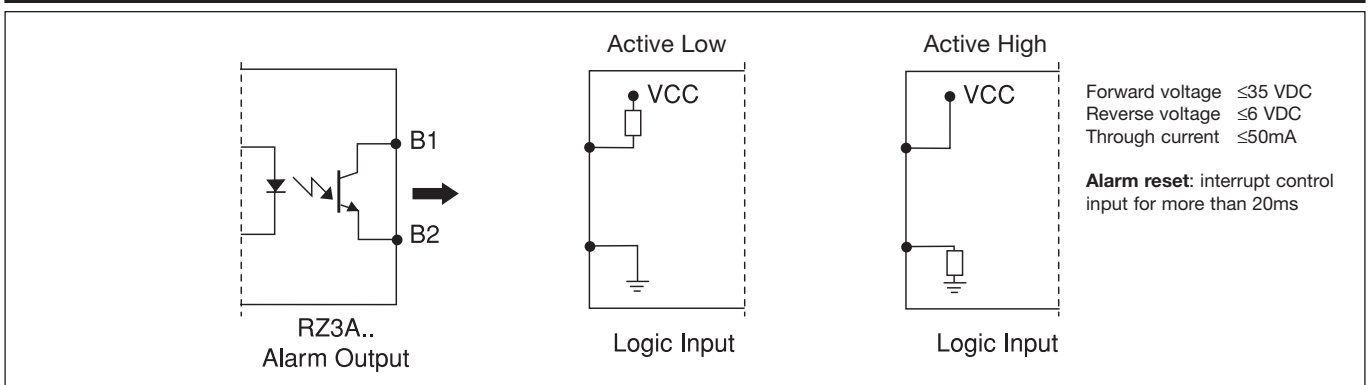 Active Low
Active High
VCC
VCC
B1
B2
Forward voltage ≤35 VDC
Reverse voltage ≤6 VDC
Through current ≤50mA
Alarm reset: interrupt control
input for more than 20ms
RZ3A..
Alarm Output
Logic Input
Logic Input